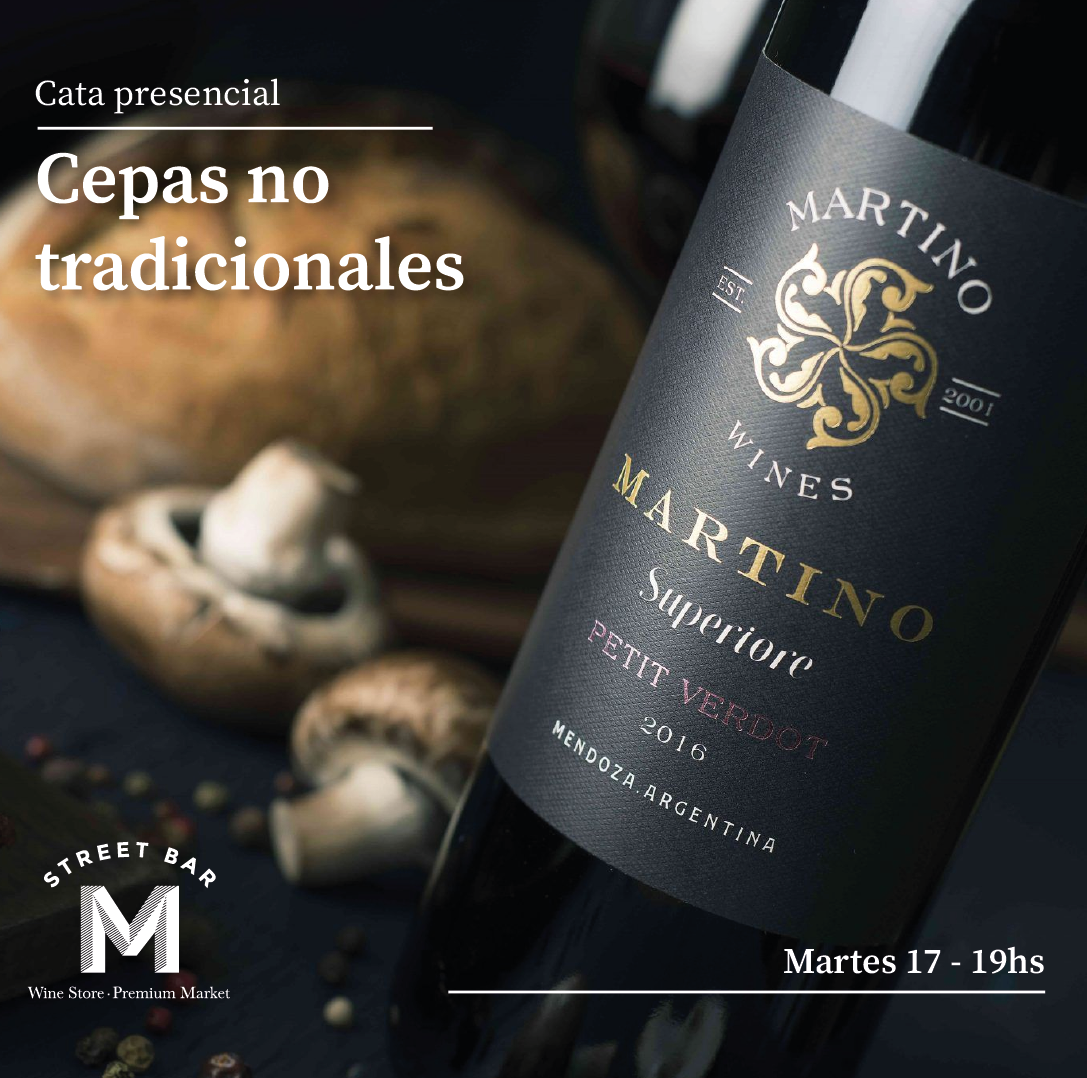 Cata presencial
Cepas no
tradicionales
MARTINO
EST.
2001
WINES
MARTINO
Superiore
PETIT VERDOT
2016
MENDOZA.ARGENTINA
STREET BAR
M
Wine Store·Premium Market
Martes 17 - 19hs